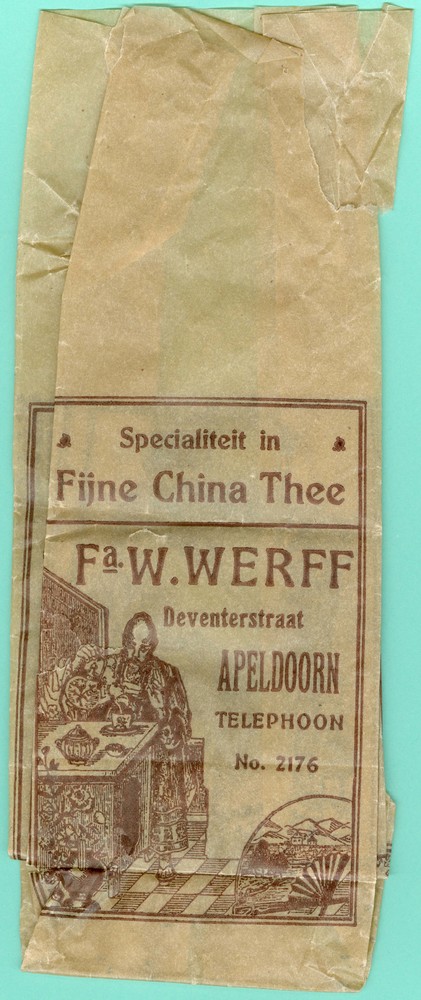 Specialiteit in
Fijne China Thee
Fa. W. WERFF
Deventerstraat
APELDOORN
TELEPHOON
No. 2176